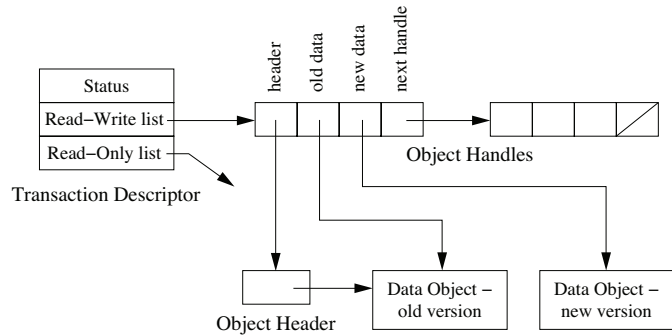 header
old data
new data
next handle
Status
Read−Write list
Read−Only list
Transaction Descriptor
Object Handles
Data Object −
old version
Data Object −
new version
Object Header